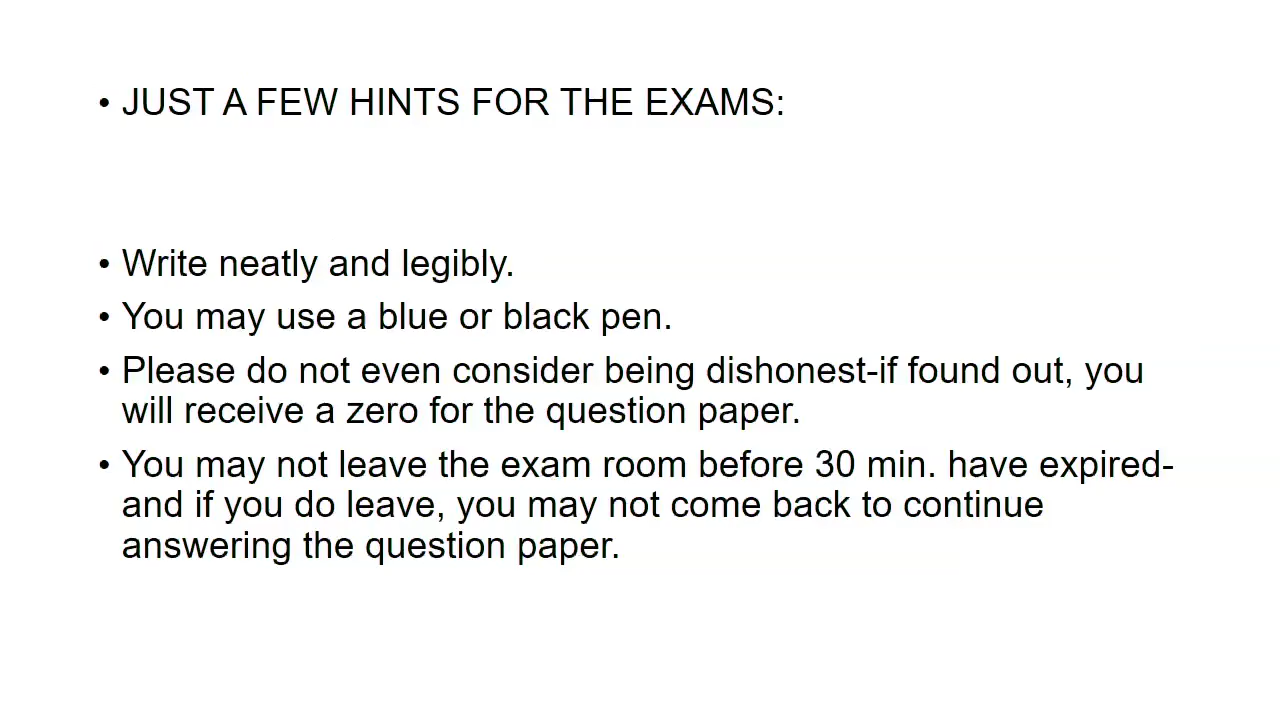 • JUST A FEW HINTS FOR THE EXAMS:
• Write neatly and legibly.
• You may use a blue or black pen.
• Please do not even consider being dishonest-if found out, you
will receive a zero for the question paper.
• You may not leave the exam room before 30 min. have expired-
and if you do leave, you may not come back to continue
answering the question paper.